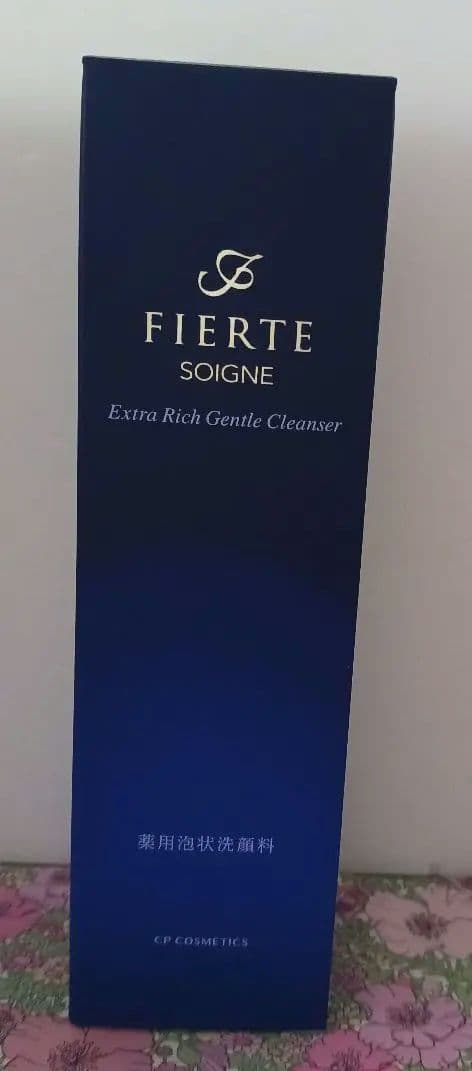 FIERTE
SOIGNE
Extra Rich Gentle Cleanser
薬用泡状洗顔料
CP COSMETICS